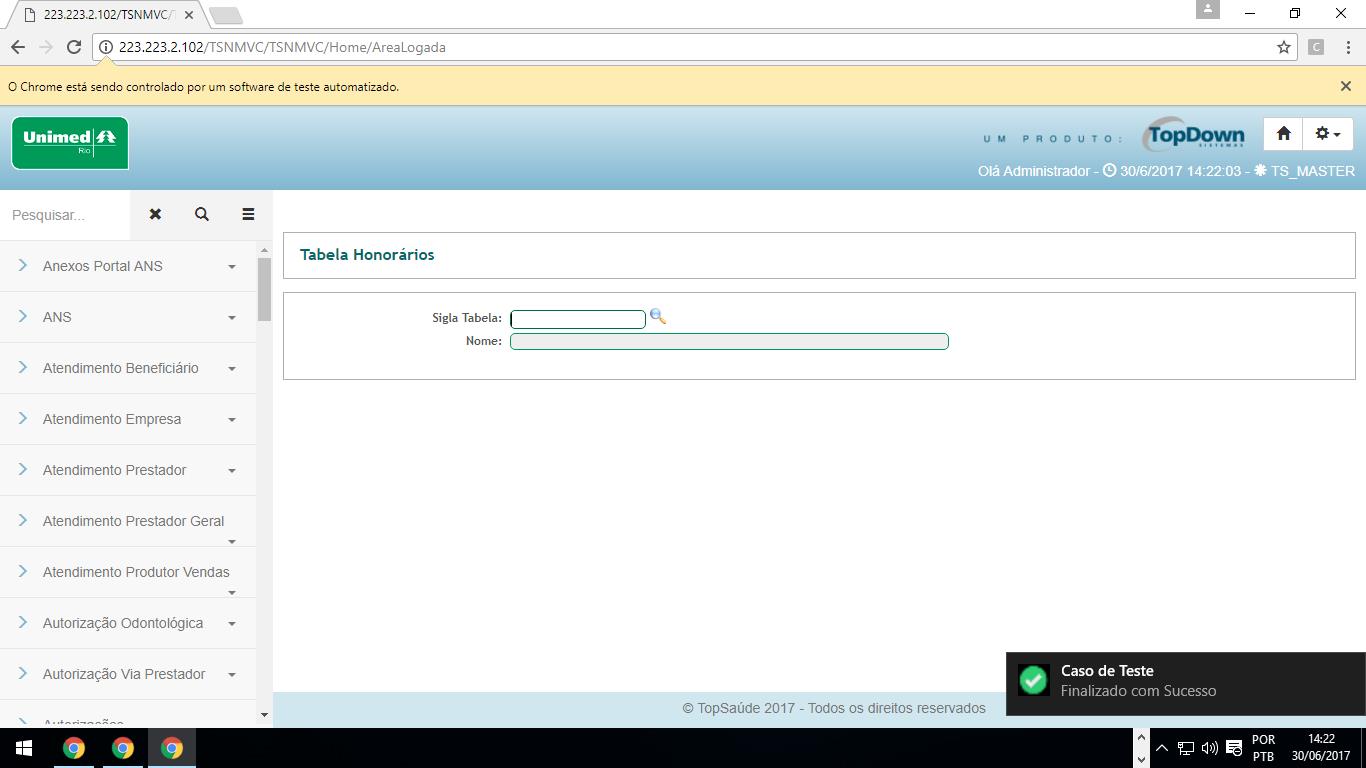 223.223.2.102/TSNMVC/T
223.223.2.102/TSNMVC/TSNMVC/Home/AreaLogada
C
O Chrome está sendo controlado por um software de teste automatizado.
Unimed
Rio
UM PRODUTO:
TopDown
SISTEMAS
Olá Administrador - 30/6/2017 14:22:03 - TS_MASTER
Pesquisar...
Tabela Honorários
Anexos Portal ANS
ANS
Atendimento Beneficiário
Atendimento Empresa
Atendimento Prestador
Atendimento Prestador Geral
Atendimento Produtor Vendas
Autorização Odontológica
Autorização Via Prestador
Autorizações
Sigla Tabela:
Nome:
Caso de Teste
Finalizado com Sucesso
© TopSaúde 2017 - Todos os direitos reservados
POR
PTB
14:22
30/06/2017